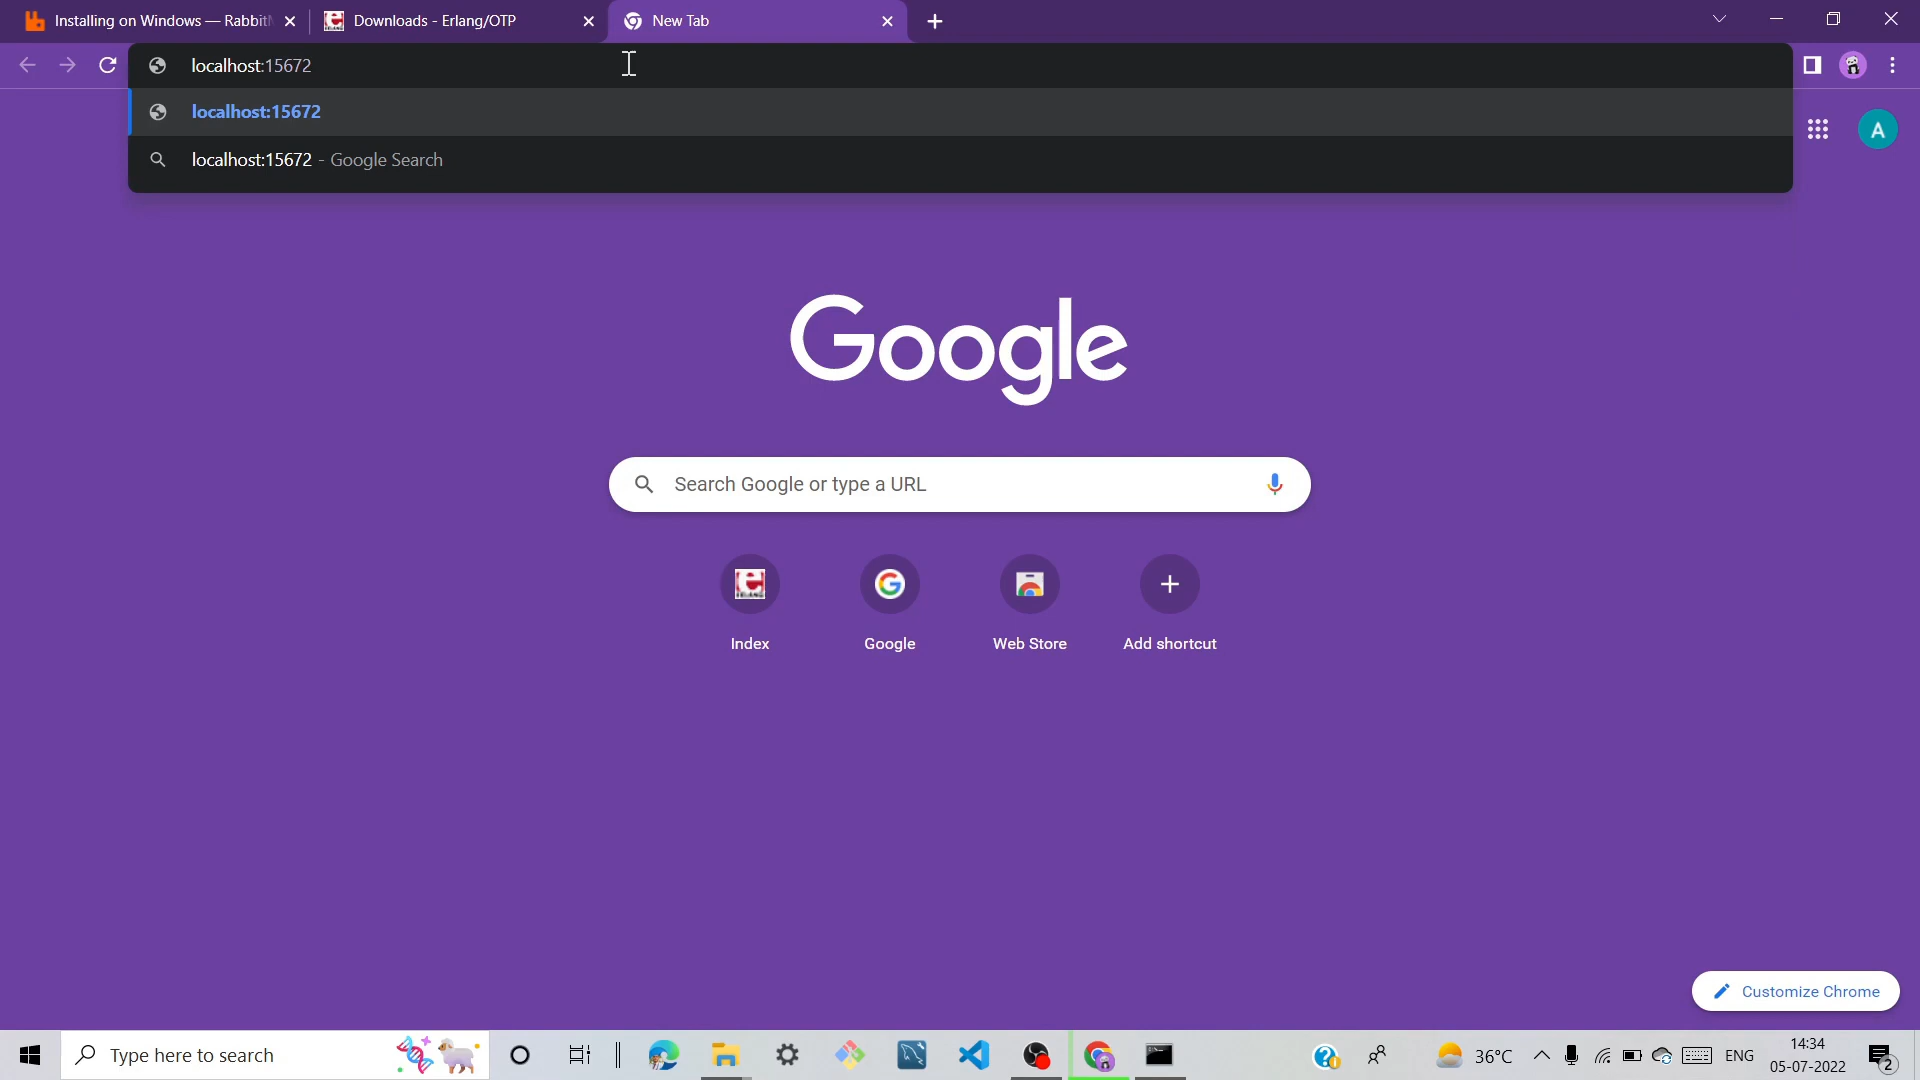 Installing on Windows — Rabbit
Downloads - Erlang/OTP
New Tab
localhost:15672
localhost:15672
localhost:15672 - Google Search
A
Google
Search Google or type a URL
Index
Google
Web Store
Add shortcut
Customize Chrome
Type here to search
36°C
ENG
14:34
05-07-2022
2